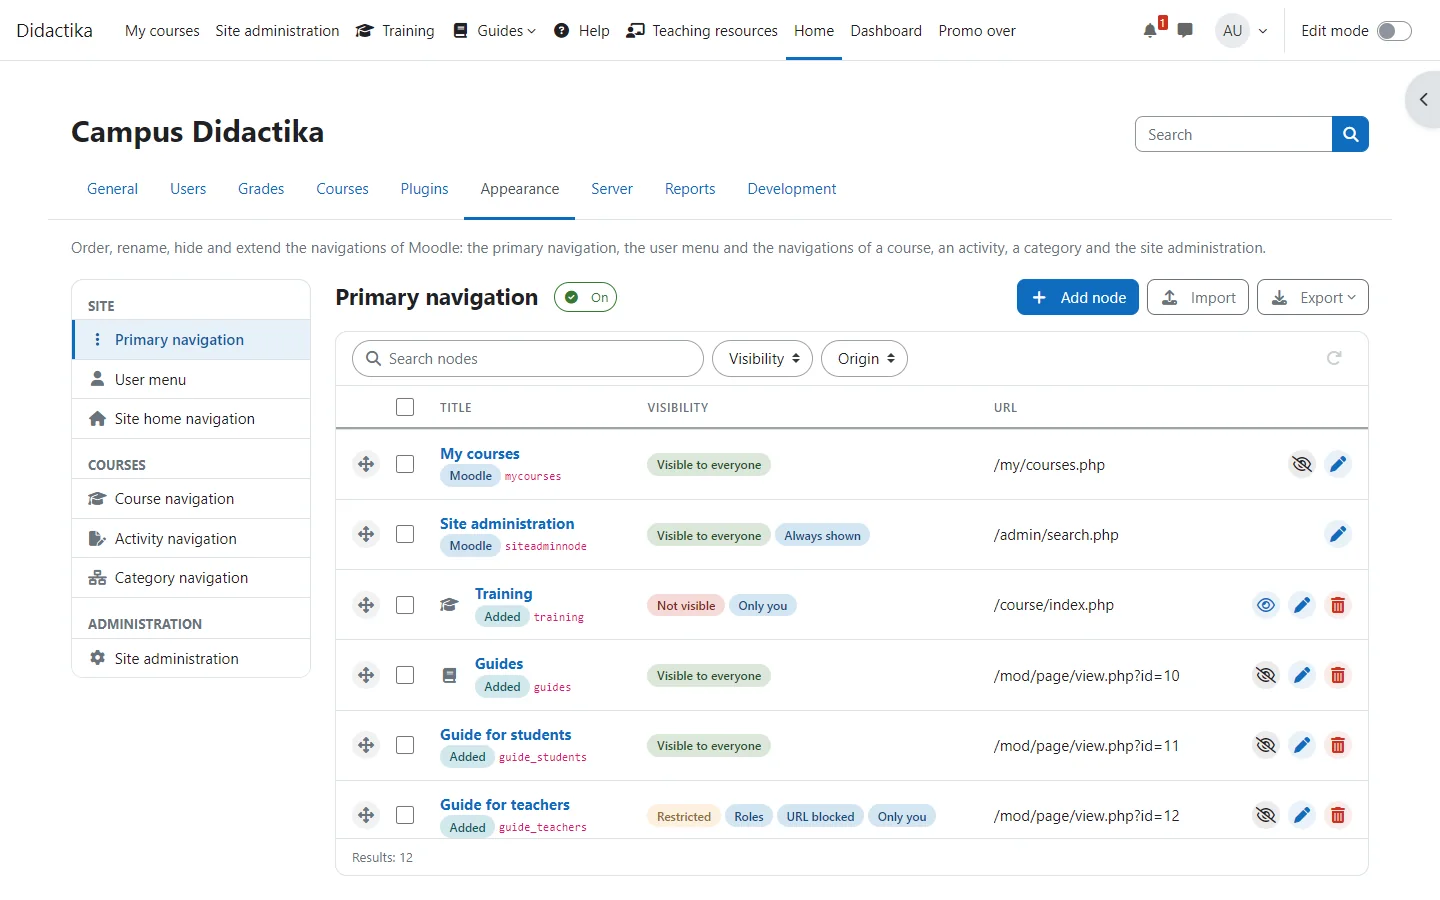 Didactika My courses Site administration Training Guides Help Teaching resources Home Dashboard Promo over 1 AU Edit mode
Campus Didactika
Search
General Users Grades Courses Plugins Appearance Server Reports Development
Order, rename, hide and extend the navigations of Moodle: the primary navigation, the user menu and the navigations of a course, an activity, a category and the site administration.
SITE
Primary navigation
User menu
Site home navigation
COURSES
Course navigation
Activity navigation
Category navigation
ADMINISTRATION
Site administration
Primary navigation On Add node Import Export
Search nodes Visibility Origin
TITLE VISIBILITY URL
My courses
Moodle mycourses Visible to everyone /my/courses.php
Site administration
Moodle siteadminnode Visible to everyone Always shown /admin/search.php
Training
Added training Not visible Only you /course/index.php
Guides
Added guides Visible to everyone /mod/page/view.php?id=10
Guide for students
Added guide_students Visible to everyone /mod/page/view.php?id=11
Guide for teachers
Added guide_teachers Restricted Roles URL blocked Only you /mod/page/view.php?id=12
Results: 12